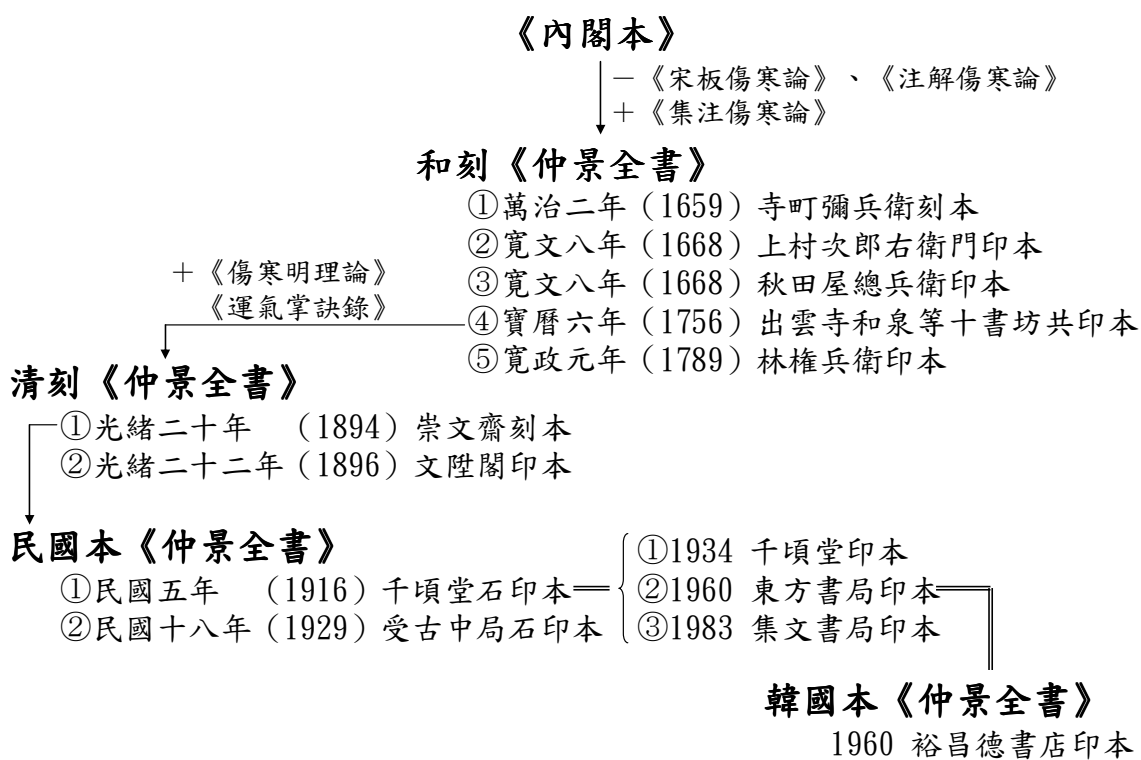 《內閣本》
－《宋板傷寒論》、《注解傷寒論》
＋《集注傷寒論》
和刻《仲景全書》
①萬治二年（1659）寺町彌兵衛刻本
②寬文八年（1668）上村次郎右衛門印本
③寬文八年（1668）秋田屋總兵衛印本
④寶曆六年（1756）出雲寺和泉等十書坊共印本
⑤寬政元年（1789）林權兵衛印本
＋《傷寒明理論》
《運氣掌訣錄》
清刻《仲景全書》
①光緒二十年　（1894）崇文齋刻本
②光緒二十二年（1896）文陞閣印本
民國本《仲景全書》
①民國五年　（1916）千頃堂石印本
②民國十八年（1929）受古中局石印本
①1934 千頃堂印本
②1960 東方書局印本
③1983 集文書局印本
韓國本《仲景全書》
1960 裕昌德書店印本